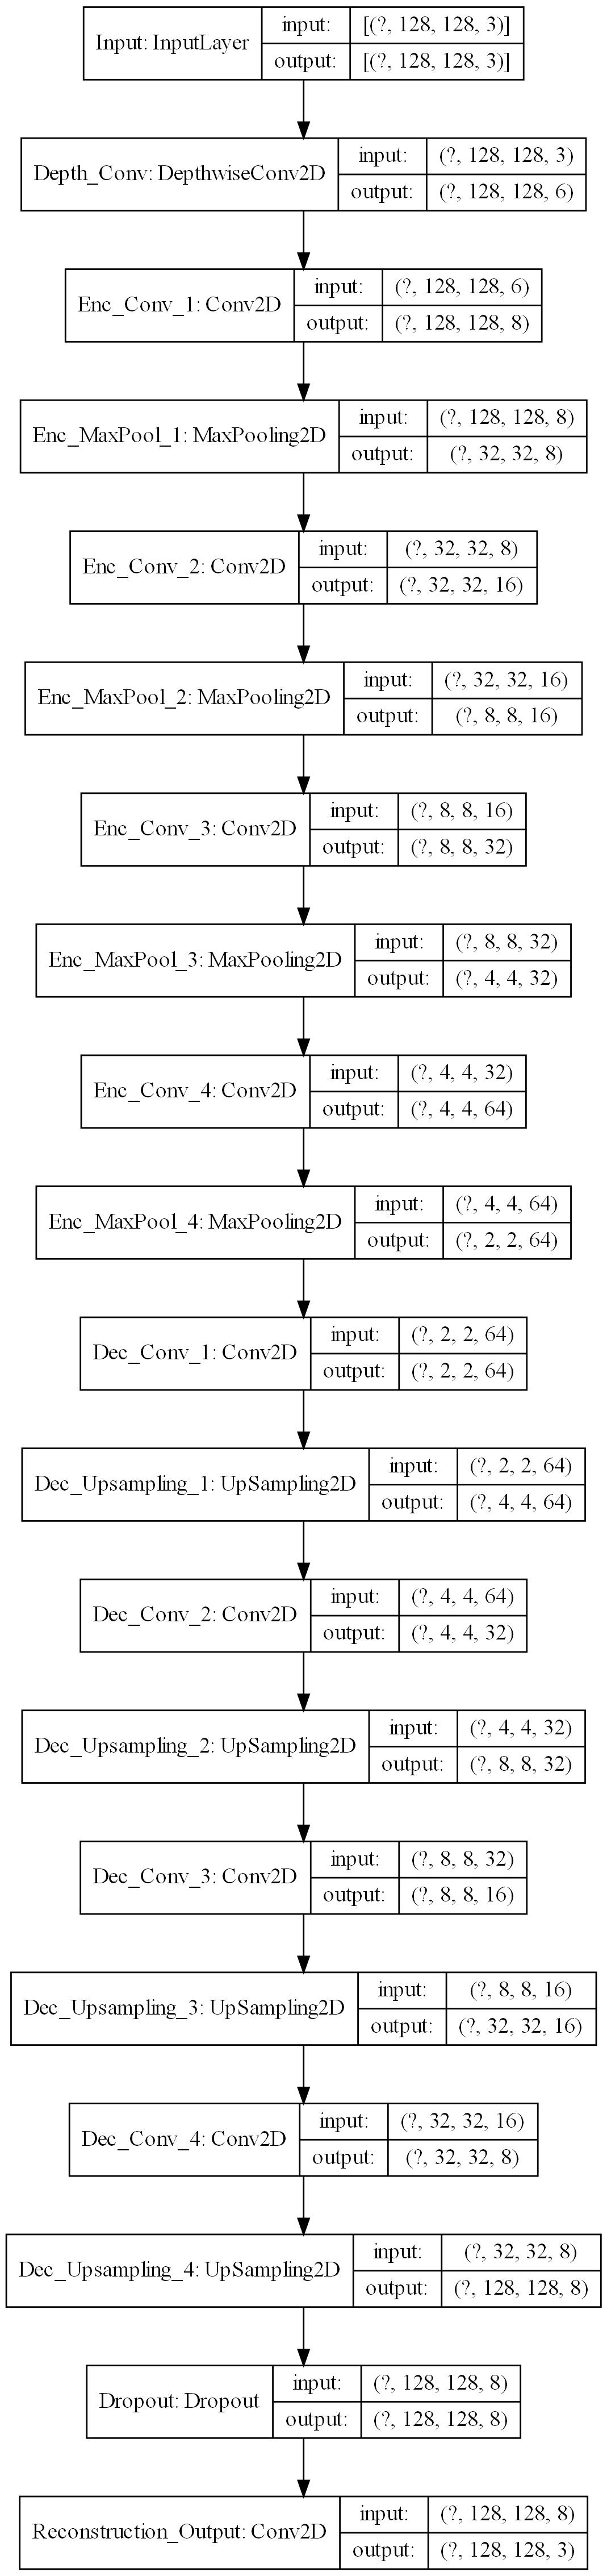 Input: InputLayer input: [(?, 128, 128, 3)]
output: [(?, 128, 128, 3)]
Depth_Conv: DepthwiseConv2D input: (?, 128, 128, 3)
output: (?, 128, 128, 6)
Enc_Conv_1: Conv2D input: (?, 128, 128, 6)
output: (?, 128, 128, 8)
Enc_MaxPool_1: MaxPooling2D input: (?, 128, 128, 8)
output: (?, 32, 32, 8)
Enc_Conv_2: Conv2D input: (?, 32, 32, 8)
output: (?, 32, 32, 16)
Enc_MaxPool_2: MaxPooling2D input: (?, 32, 32, 16)
output: (?, 8, 8, 16)
Enc_Conv_3: Conv2D input: (?, 8, 8, 16)
output: (?, 8, 8, 32)
Enc_MaxPool_3: MaxPooling2D input: (?, 8, 8, 32)
output: (?, 4, 4, 32)
Enc_Conv_4: Conv2D input: (?, 4, 4, 32)
output: (?, 4, 4, 64)
Enc_MaxPool_4: MaxPooling2D input: (?, 4, 4, 64)
output: (?, 2, 2, 64)
Dec_Conv_1: Conv2D input: (?, 2, 2, 64)
output: (?, 2, 2, 64)
Dec_Upsampling_1: UpSampling2D input: (?, 2, 2, 64)
output: (?, 4, 4, 64)
Dec_Conv_2: Conv2D input: (?, 4, 4, 64)
output: (?, 4, 4, 32)
Dec_Upsampling_2: UpSampling2D input: (?, 4, 4, 32)
output: (?, 8, 8, 32)
Dec_Conv_3: Conv2D input: (?, 8, 8, 32)
output: (?, 8, 8, 16)
Dec_Upsampling_3: UpSampling2D input: (?, 8, 8, 16)
output: (?, 32, 32, 16)
Dec_Conv_4: Conv2D input: (?, 32, 32, 16)
output: (?, 32, 32, 8)
Dec_Upsampling_4: UpSampling2D input: (?, 32, 32, 8)
output: (?, 128, 128, 8)
Dropout: Dropout input: (?, 128, 128, 8)
output: (?, 128, 128, 8)
Reconstruction_Output: Conv2D input: (?, 128, 128, 8)
output: (?, 128, 128, 3)